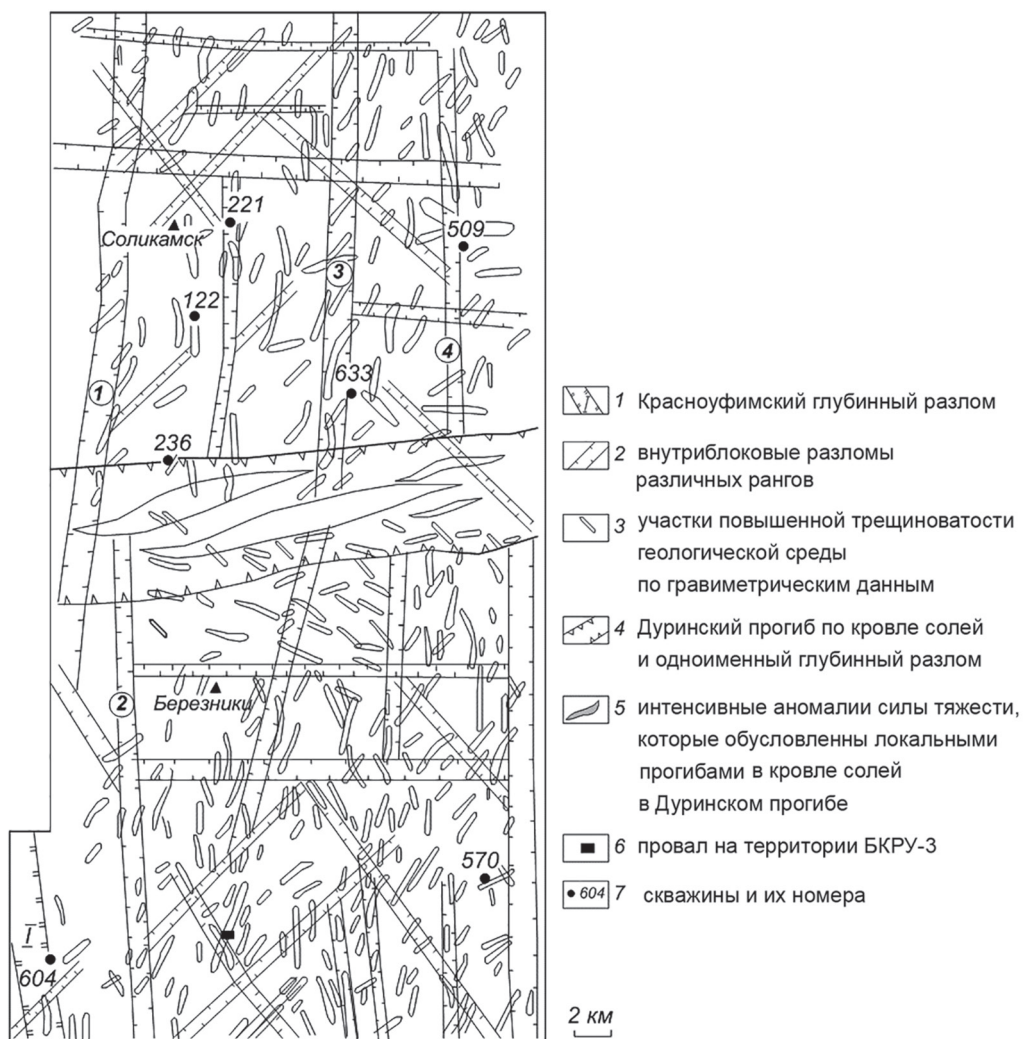 221
Соликамск
509
3
122
4
633
1
236
2
Березники
570
I
604
2 км
1 Красноуфимский глубинный разлом
2 внутриблоковые разломы
различных рангов
3 участки повышенной трещиноватости
геологической среды
по гравиметрическим данным
4 Дуринский прогиб по кровле солей
и одноименный глубинный разлом
5 интенсивные аномалии силы тяжести,
которые обусловленны локальными
прогибами в кровле солей
в Дуринском прогибе
6 провал на территории БКРУ-3
604 7 скважины и их номера